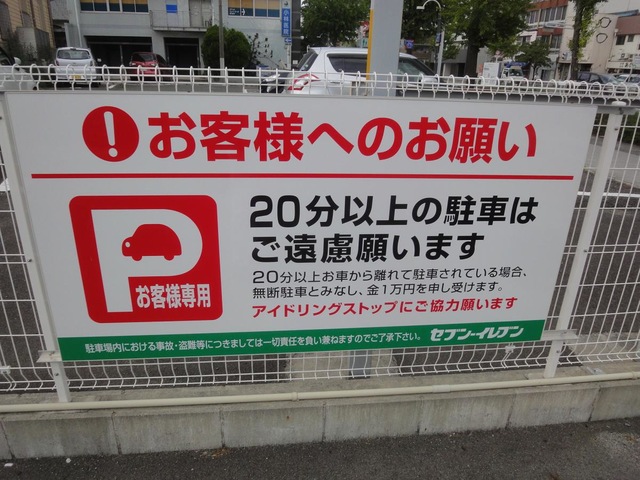 !お客様へのお願い
P
お客様専用
20分以上の駐車は
ご遠慮願います
20分以上お車から離れて駐車されている場合、
無断駐車とみなし、金1万円を申し受けます。
アイドリングストップにご協力願います
駐車場内における事故・盗難等につきましては一切責任を負い兼ねますのでご了承下さい。
セブン-イレブン